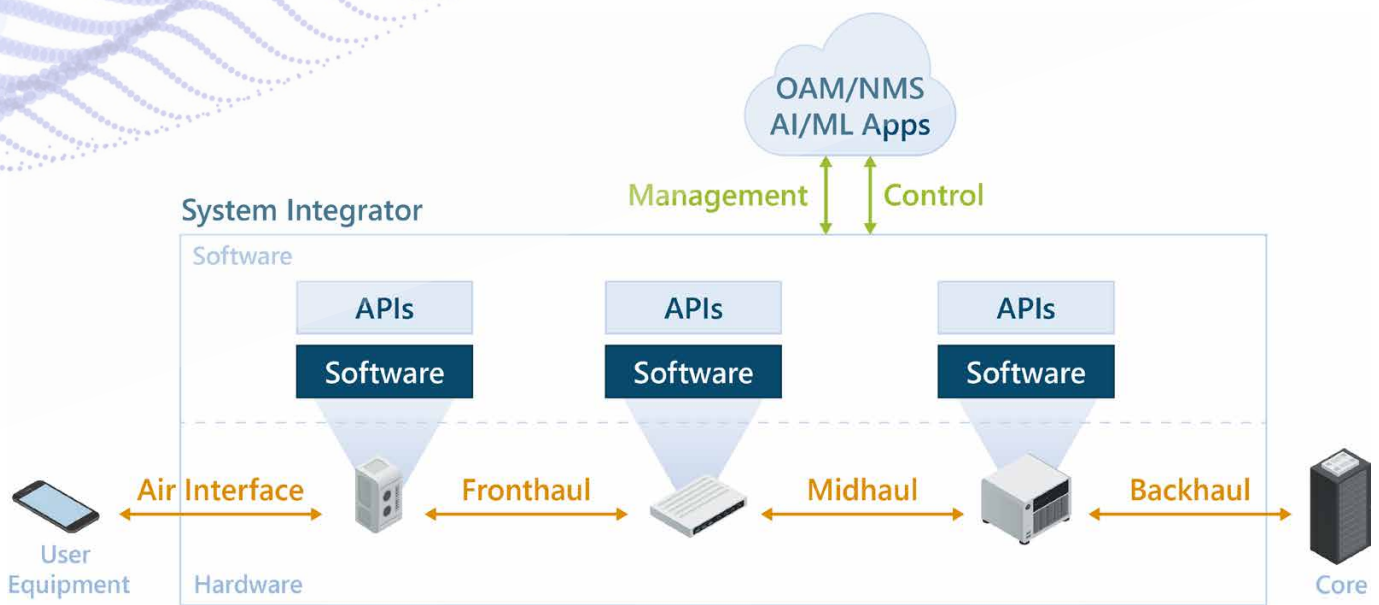 OAM/NMS
AI/ML Apps
Management
Control
System Integrator
Software
APIs
APIs
APIs
Software
Software
Software
Air Interface
Fronthaul
Midhaul
Backhaul
User
Equipment
Hardware
Core